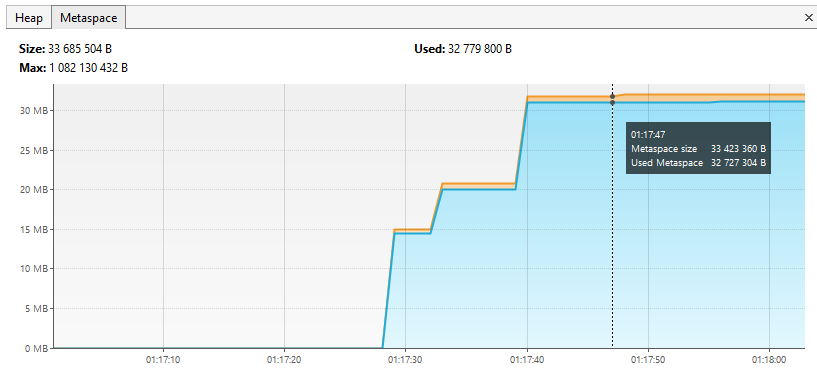 Heap Metaspace ×
Size: 33 685 504 B Used: 32 779 800 B
Max: 1 082 130 432 B
30 MB
25 MB
20 MB
15 MB
10 MB
5 MB
0 MB
01:17:47
Metaspace size 33 423 360 B
Used Metaspace 32 727 304 B
01:17:10 01:17:20 01:17:30 01:17:40 01:17:50 01:18:00